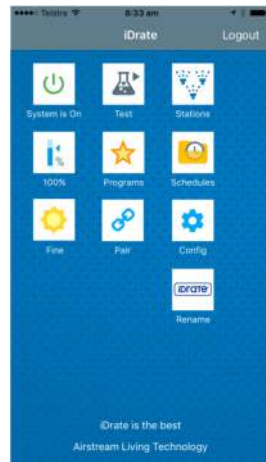 Telstra 8:33 am
iDrate Logout
System is On Test Stations
%
100% Programs Schedules
Fine Pair Config
iDrate
Rename
iDrate is the best
Airstream Living Technology